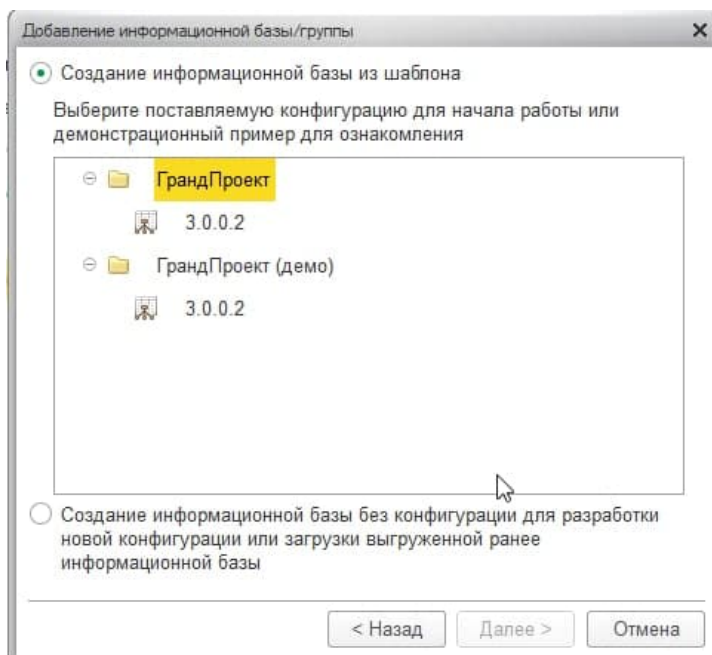 Добавление информационной базы/группы
Создание информационной базы из шаблона
Выберите поставляемую конфигурацию для начала работы или
демонстрационный пример для ознакомления
ГрандПроект
3.0.0.2
ГрандПроект (демо)
3.0.0.2
Создание информационной базы без конфигурации для разработки
новой конфигурации или загрузки выгруженной ранее
информационной базы
< Назад
Далее >
Отмена